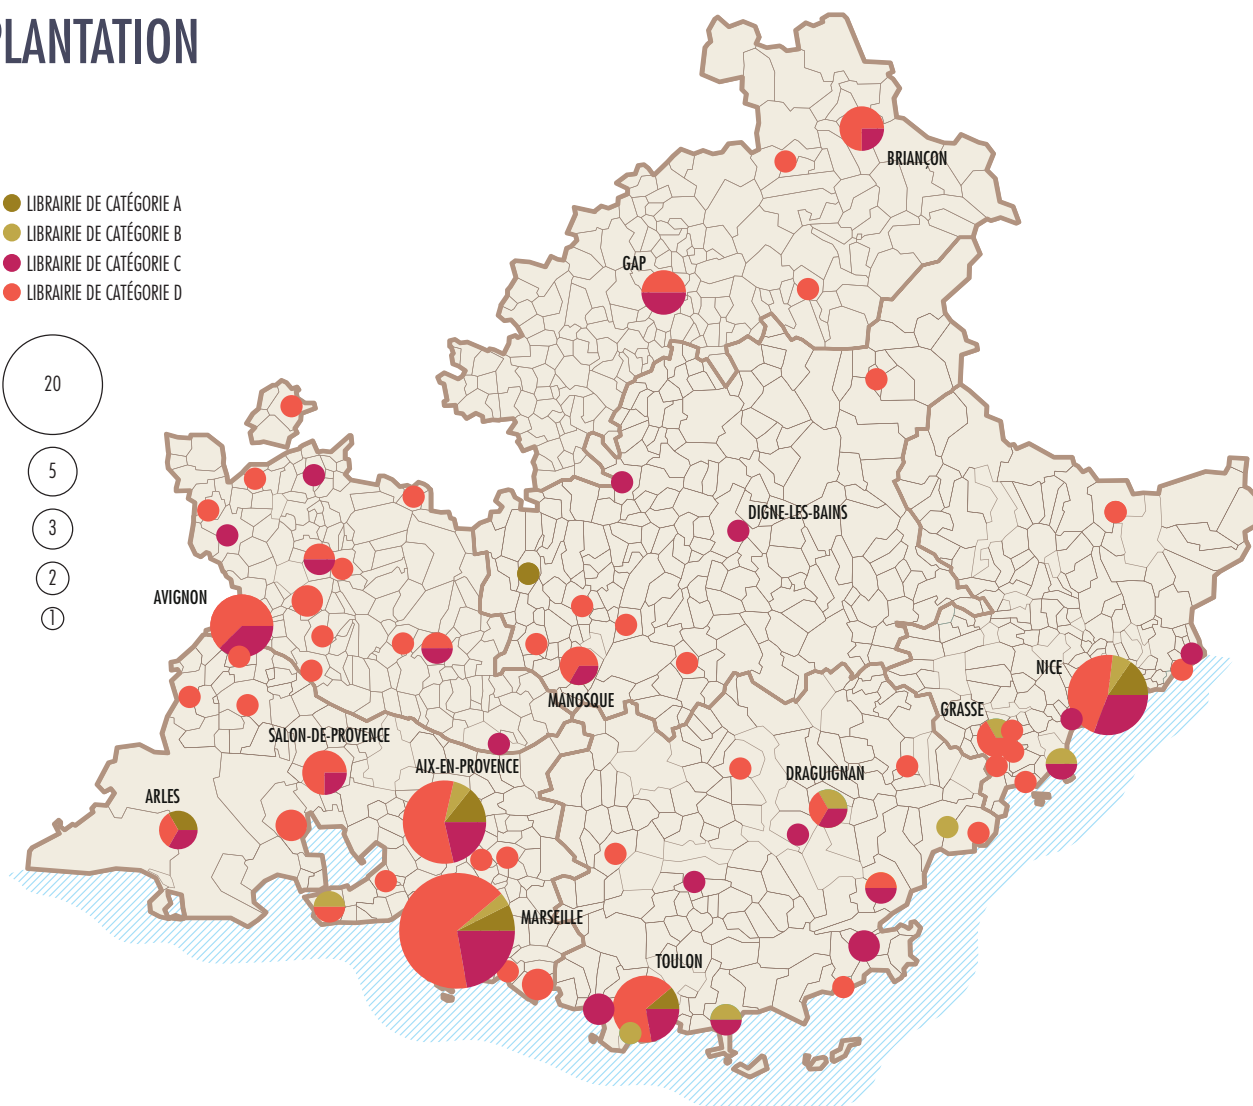 PLANTATION
LIBRAIRIE DE CATÉGORIE A
LIBRAIRIE DE CATÉGORIE B
LIBRAIRIE DE CATÉGORIE C
LIBRAIRIE DE CATÉGORIE D
20
5
3
2
1
BRIANÇON
GAP
DIGNE-LES-BAINS
AVIGNON
NICE
MANOSQUE
GRASSE
SALON-DE-PROVENCE
AIX-EN-PROVENCE
DRAGUIGNAN
ARLES
MARSEILLE
TOULON